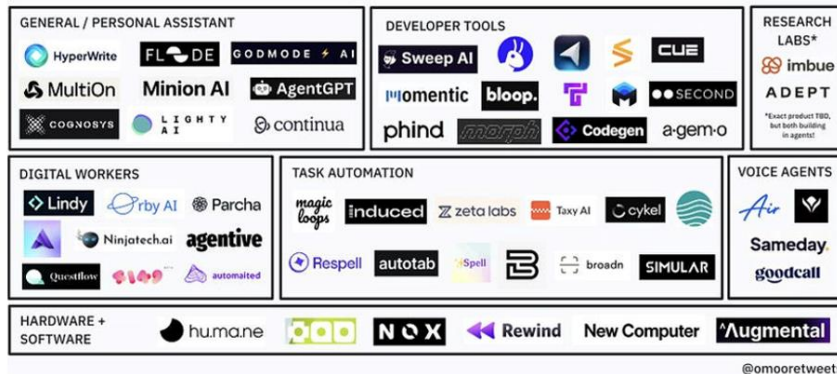 GENERAL / PERSONAL ASSISTANT
HyperWrite
FL DE
GODMODE ⚡ AI
MultiOn
Minion AI
AgentGPT
COGNOSYS
LIGHTY
AI
continua
DEVELOPER TOOLS
Sweep AI
CUE
momentic
bloop.
SECOND
phind
morph
Codegen
a·gem·o
RESEARCH
LABS*
imbue
ADEPT
*Exact product TBD,
but both building
in agents!
DIGITAL WORKERS
Lindy
Orby AI
Parcha
Ninjatech.ai
agentive
Questflow
automaited
TASK AUTOMATION
magic
loops
induced
zeta labs
Taxy AI
cykel
Respell
autotab
Spell
broadn
SIMULAR
VOICE AGENTS
Air
Sameday.
goodcall
HARDWARE +
SOFTWARE
hu.ma.ne
NOX
Rewind
New Computer
^Augmental
@omooretweets